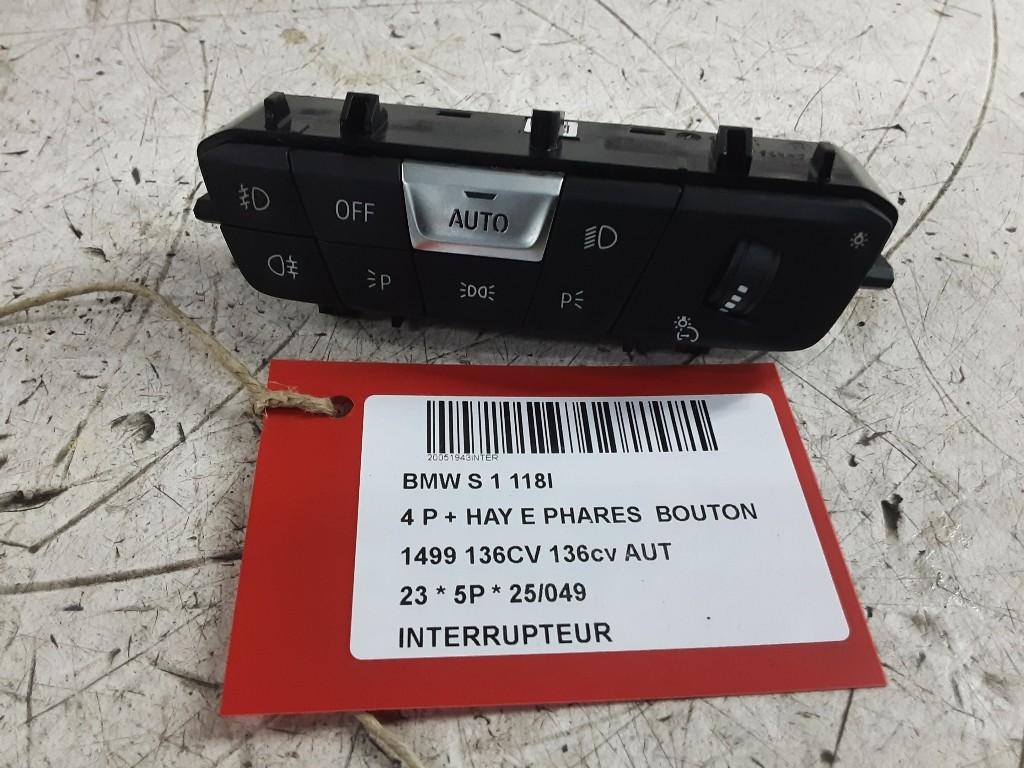 OFF
AUTO
P
P
20051943INTER
BMW S 1 118I
4 P + HAY E PHARES BOUTON
1499 136CV 136cv AUT
23 * 5P * 25/049
INTERRUPTEUR